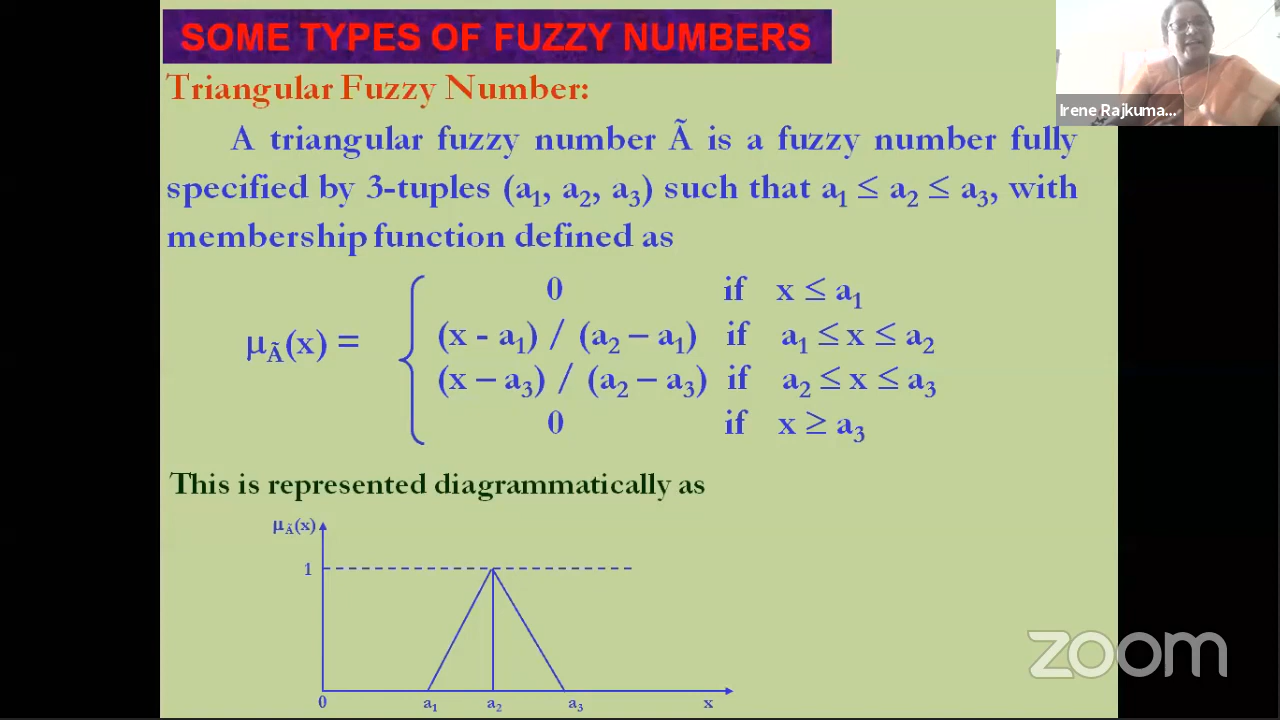 SOME TYPES OF FUZZY NUMBERS
Triangular Fuzzy Number:
Irene Rajkuma...
A triangular fuzzy number Ã is a fuzzy number fully
specified by 3-tuples (a₁, a₂, a₃) such that a₁ ≤ a₂ ≤ a₃, with
membership function defined as
0 if x ≤ a₁
(x - a₁) / (a₂ – a₁) if a₁ ≤ x ≤ a₂
μÃ(x) =
(x – a₃) / (a₂ – a₃) if a₂ ≤ x ≤ a₃
0 if x ≥ a₃
This is represented diagrammatically as
μÃ(x)
1
0 a₁ a₂ a₃ x
zoom